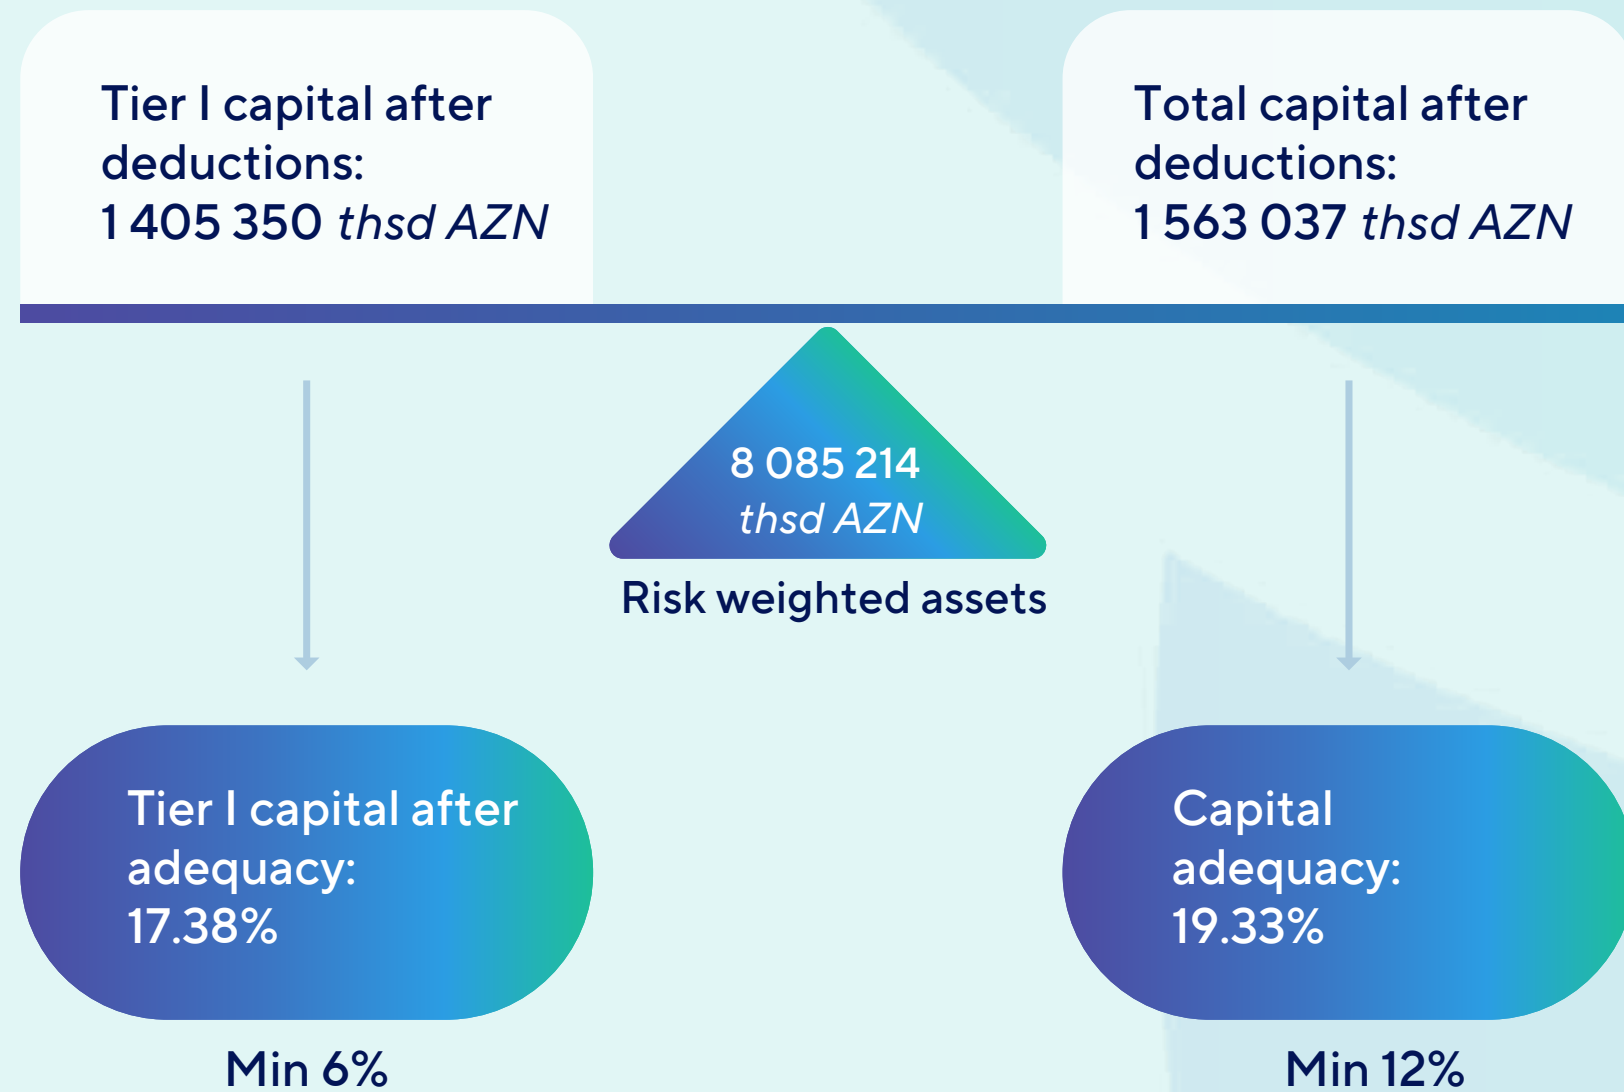 Tier I capital after
deductions:
1 405 350 thsd AZN
Total capital after
deductions:
1 563 037 thsd AZN
8 085 214
thsd AZN
Risk weighted assets
Tier I capital after
adequacy:
17.38%
Min 6%
Capital
adequacy:
19.33%
Min 12%